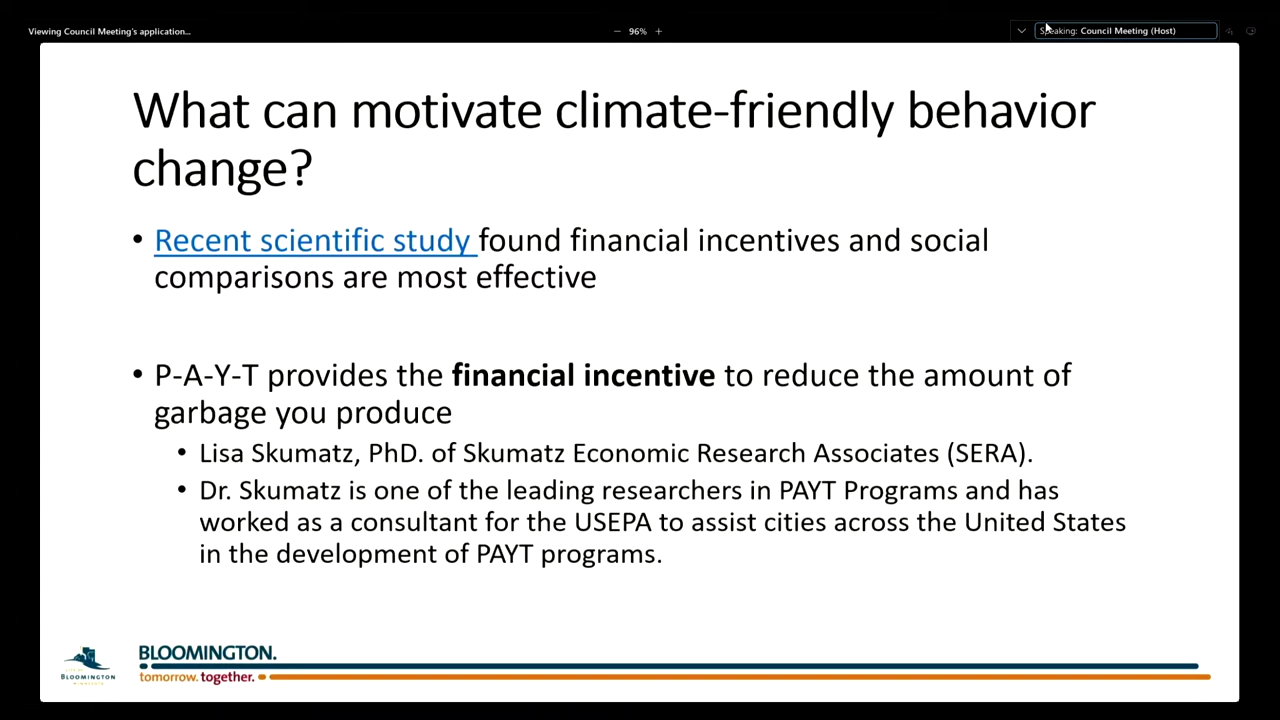 Viewing Council Meeting's application...
− 96% +
Speaking: Council Meeting (Host)
What can motivate climate-friendly behavior
change?
• Recent scientific study found financial incentives and social
comparisons are most effective
• P-A-Y-T provides the financial incentive to reduce the amount of
garbage you produce
• Lisa Skumatz, PhD. of Skumatz Economic Research Associates (SERA).
• Dr. Skumatz is one of the leading researchers in PAYT Programs and has
worked as a consultant for the USEPA to assist cities across the United States
in the development of PAYT programs.
BLOOMINGTON.
tomorrow. together.
BLOOMINGTON